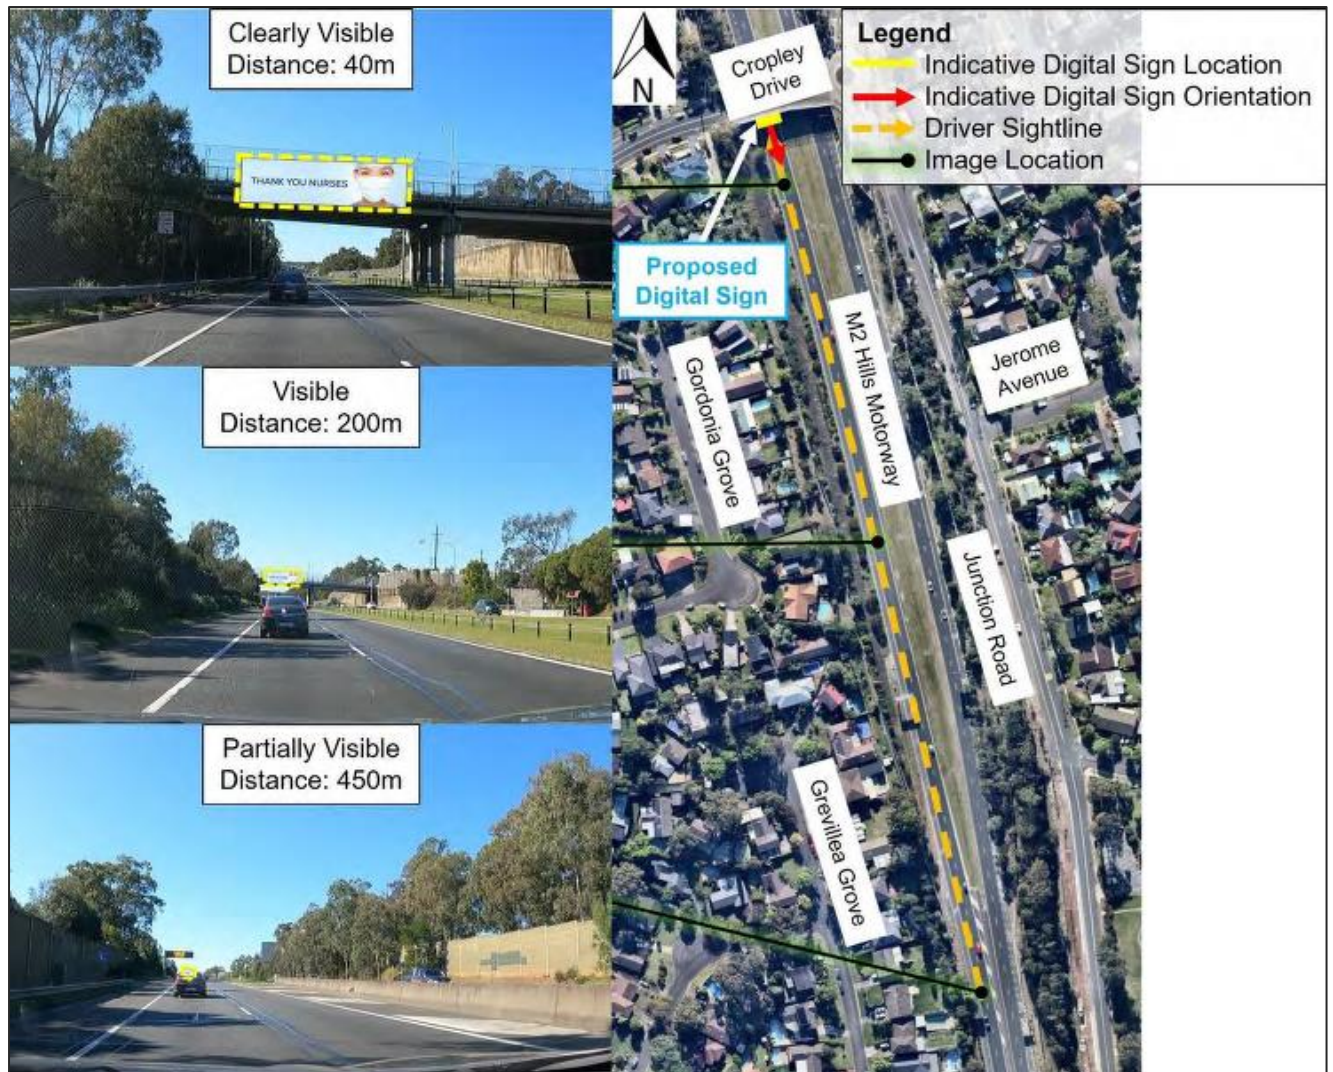 Clearly Visible
Distance: 40m
THANK YOU NURSES
Visible
Distance: 200m
Partially Visible
Distance: 450m
N
Cropley
Drive
Proposed
Digital Sign
M2 Hills Motorway
Gordonia Grove
Jerome
Avenue
Junction Road
Grevillea Grove
Legend
Indicative Digital Sign Location
Indicative Digital Sign Orientation
Driver Sightline
Image Location